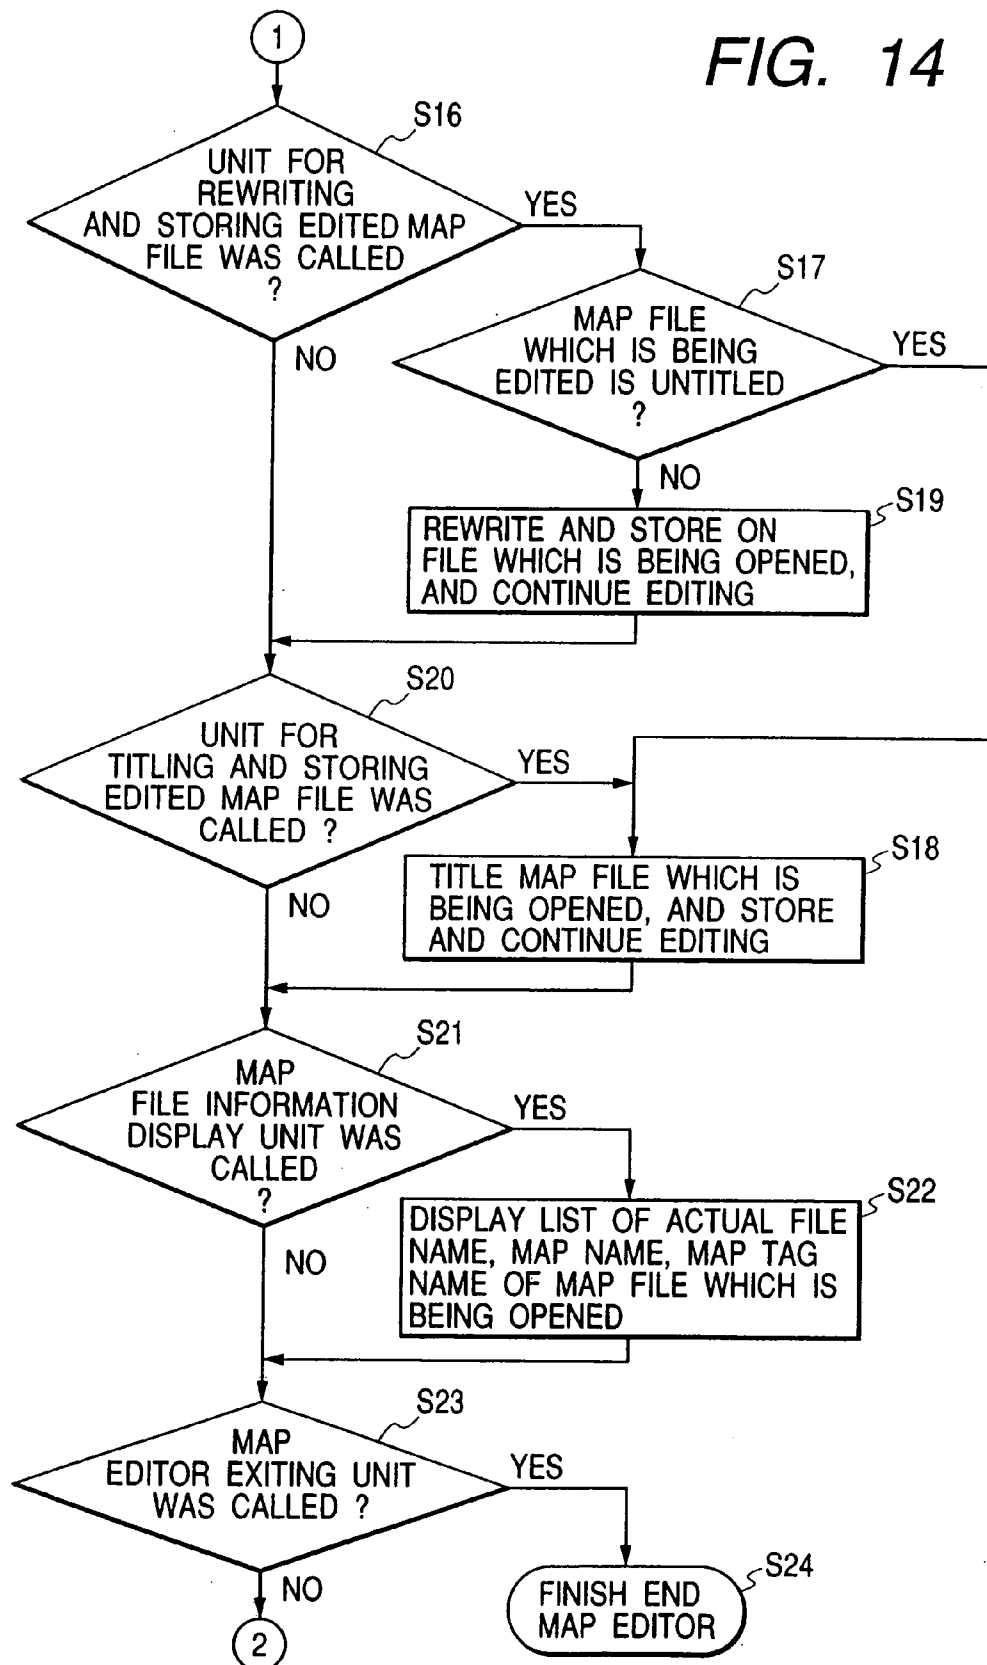 1
FIG. 14
S16
UNIT FOR
REWRITING
AND STORING EDITED MAP
FILE WAS CALLED
?
YES
NO
S17
MAP FILE
WHICH IS BEING
EDITED IS UNTITLED
?
YES
NO
S19
REWRITE AND STORE ON
FILE WHICH IS BEING OPENED,
AND CONTINUE EDITING
S20
UNIT FOR
TITLING AND STORING
EDITED MAP FILE WAS
CALLED ?
YES
NO
S18
TITLE MAP FILE WHICH IS
BEING OPENED, AND STORE
AND CONTINUE EDITING
S21
MAP
FILE INFORMATION
DISPLAY UNIT WAS
CALLED
?
YES
NO
S22
DISPLAY LIST OF ACTUAL FILE
NAME, MAP NAME, MAP TAG
NAME OF MAP FILE WHICH IS
BEING OPENED
S23
MAP
EDITOR EXITING UNIT
WAS CALLED ?
YES
NO
S24
FINISH END
MAP EDITOR
2